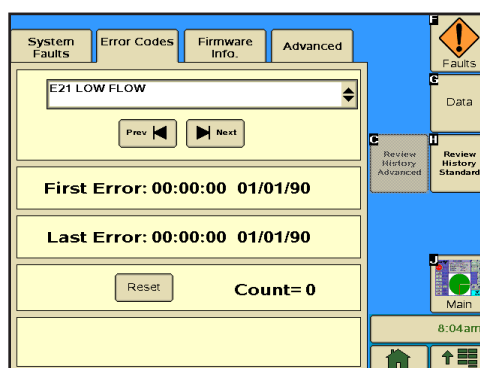 System Faults
Error Codes
Firmware Info.
Advanced
E21 LOW FLOW
Prev
Next
First Error: 00:00:00 01/01/90
Last Error: 00:00:00 01/01/90
Reset
Count= 0
F
Faults
G
Data
C
Review
History
Advanced
H
Review
History
Standard
J
Main
8:04am